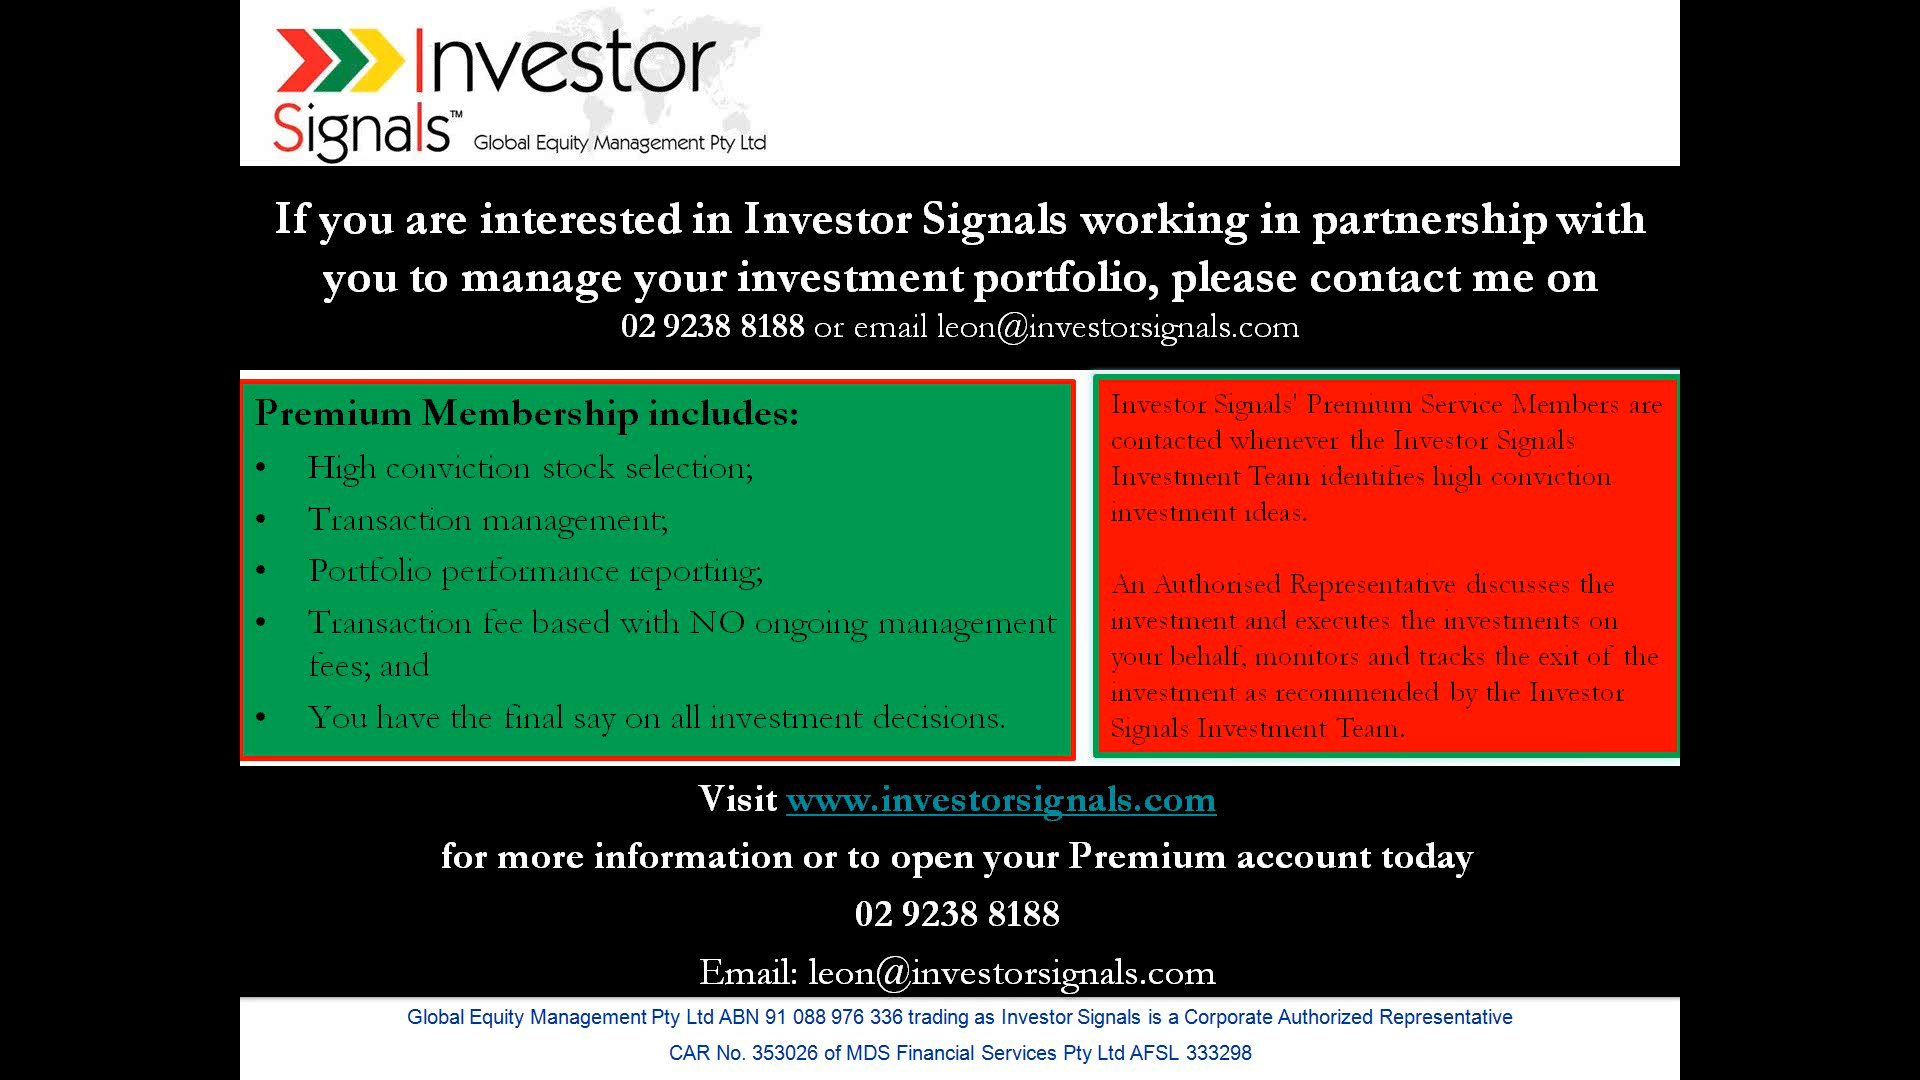 Investor
Signals™ Global Equity Management Pty Ltd
If you are interested in Investor Signals working in partnership with
you to manage your investment portfolio, please contact me on
02 9238 8188 or email leon@investorsignals.com
Premium Membership includes:
• High conviction stock selection;
• Transaction management;
• Portfolio performance reporting;
• Transaction fee based with NO ongoing management
fees; and
• You have the final say on all investment decisions.
Investor Signals' Premium Service Members are
contacted whenever the Investor Signals
Investment Team identifies high conviction
investment ideas.
An Authorised Representative discusses the
investment and executes the investments on
your behalf, monitors and tracks the exit of the
investment as recommended by the Investor
Signals Investment Team.
Visit www.investorsignals.com
for more information or to open your Premium account today
02 9238 8188
Email: leon@investorsignals.com
Global Equity Management Pty Ltd ABN 91 088 976 336 trading as Investor Signals is a Corporate Authorized Representative
CAR No. 353026 of MDS Financial Services Pty Ltd AFSL 333298